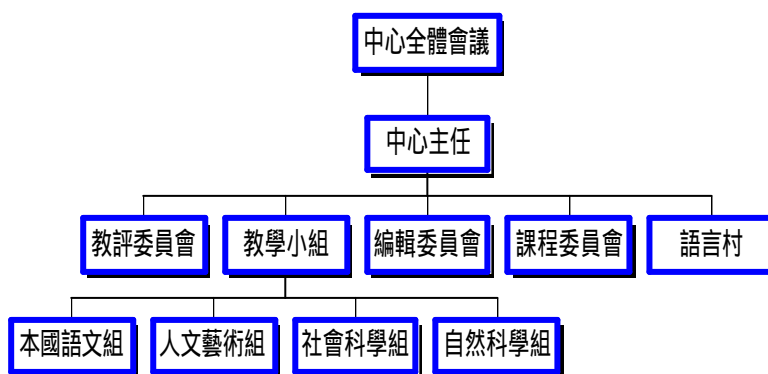 中心全體會議
中心主任
教評委員會
教學小組
編輯委員會
課程委員會
語言村
本國語文組
人文藝術組
社會科學組
自然科學組